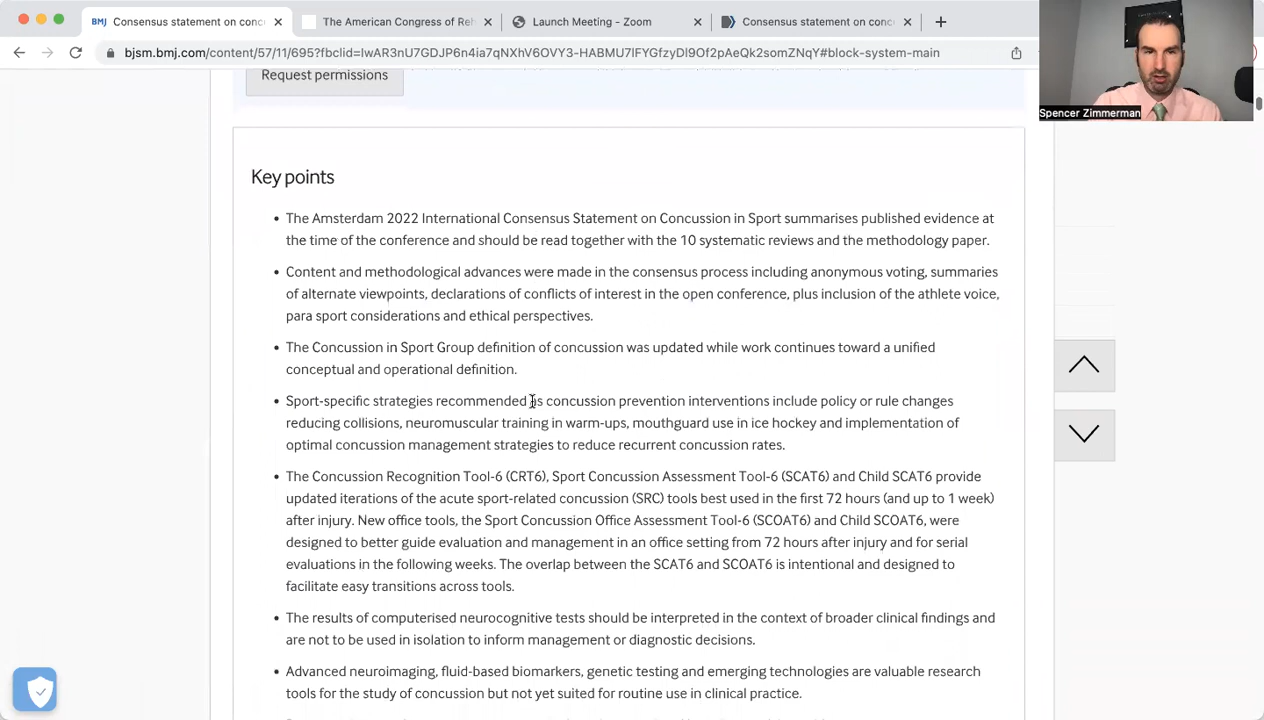 Consensus statement on conc
The American Congress of Reh
Launch Meeting - Zoom
Consensus statement on conc
bjsm.bmj.com/content/57/11/695?fbclid=IwAR3nU7GDJP6n4ia7qNXhV6OVY3-HABMU7lFYGfzyDl9Of2pAeQk2somZNqY#block-system-main
Request permissions
Spencer Zimmerman
Key points
• The Amsterdam 2022 International Consensus Statement on Concussion in Sport summarises published evidence at
the time of the conference and should be read together with the 10 systematic reviews and the methodology paper.
• Content and methodological advances were made in the consensus process including anonymous voting, summaries
of alternate viewpoints, declarations of conflicts of interest in the open conference, plus inclusion of the athlete voice,
para sport considerations and ethical perspectives.
• The Concussion in Sport Group definition of concussion was updated while work continues toward a unified
conceptual and operational definition.
• Sport-specific strategies recommended as concussion prevention interventions include policy or rule changes
reducing collisions, neuromuscular training in warm-ups, mouthguard use in ice hockey and implementation of
optimal concussion management strategies to reduce recurrent concussion rates.
• The Concussion Recognition Tool-6 (CRT6), Sport Concussion Assessment Tool-6 (SCAT6) and Child SCAT6 provide
updated iterations of the acute sport-related concussion (SRC) tools best used in the first 72 hours (and up to 1 week)
after injury. New office tools, the Sport Concussion Office Assessment Tool-6 (SCOAT6) and Child SCOAT6, were
designed to better guide evaluation and management in an office setting from 72 hours after injury and for serial
evaluations in the following weeks. The overlap between the SCAT6 and SCOAT6 is intentional and designed to
facilitate easy transitions across tools.
• The results of computerised neurocognitive tests should be interpreted in the context of broader clinical findings and
are not to be used in isolation to inform management or diagnostic decisions.
• Advanced neuroimaging, fluid-based biomarkers, genetic testing and emerging technologies are valuable research
tools for the study of concussion but not yet suited for routine use in clinical practice.